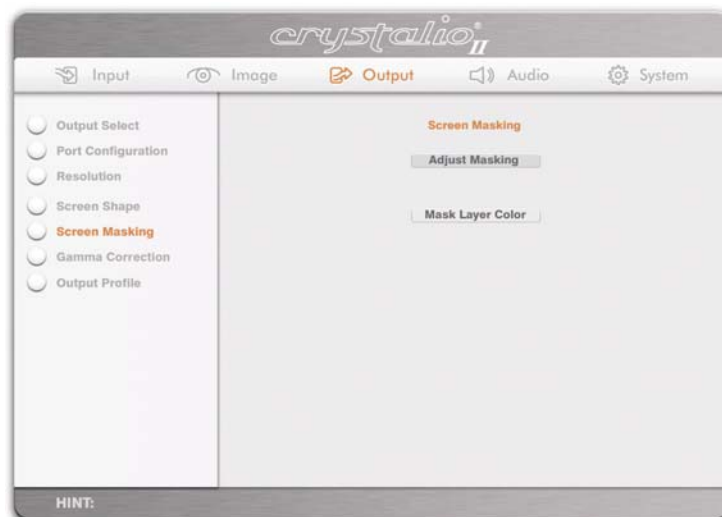 crystalio II
Input
Image
Output
Audio
System
Output Select
Port Configuration
Resolution
Screen Shape
Screen Masking
Gamma Correction
Output Profile
Screen Masking
Adjust Masking
Mask Layer Color
HINT: